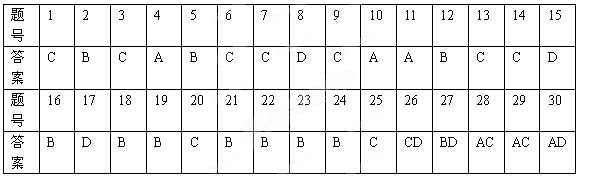 题号 1 2 3 4 5 6 7 8 9 10 11 12 13 14 15
答案 C B C A B C C D C A A B C C D
题号 16 17 18 19 20 21 22 23 24 25 26 27 28 29 30
答案 B D B B C B B B B C CD BD AC AC AD